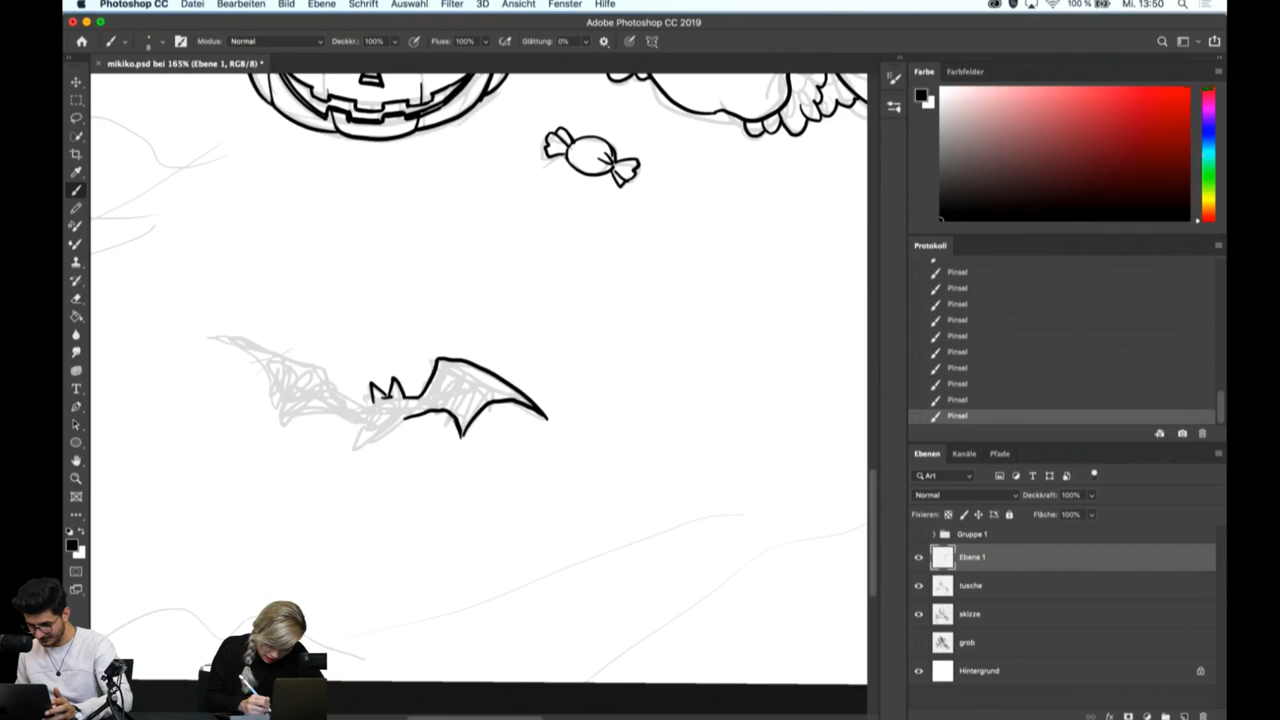 Photoshop CC Datei Bearbeiten Bild Ebene Schrift Auswahl Filter 3D Ansicht Fenster Hilfe 100 % Mi. 13:50
Adobe Photoshop CC 2019
Modus: Normal Deckkr.: 100% Fluss: 100% Glättung: 0%
mikiko.psd bei 165% (Ebene 1, RGB/8) *
Farbe Farbfelder
Protokoll
Pinsel
Pinsel
Pinsel
Pinsel
Pinsel
Pinsel
Pinsel
Pinsel
Pinsel
Pinsel
Ebenen Kanäle Pfade
Art
Normal Deckkraft: 100%
Fixieren: Fläche: 100%
Gruppe 1
Ebene 1
tusche
skizze
grob
Hintergrund
fx